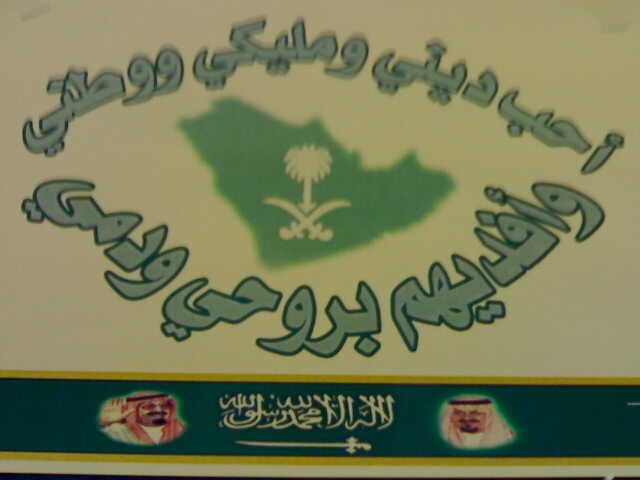 أحب ديني ومليكي ووطني
وأفديهم بروحي ودمي
لا إله إلا الله محمد رسول الله